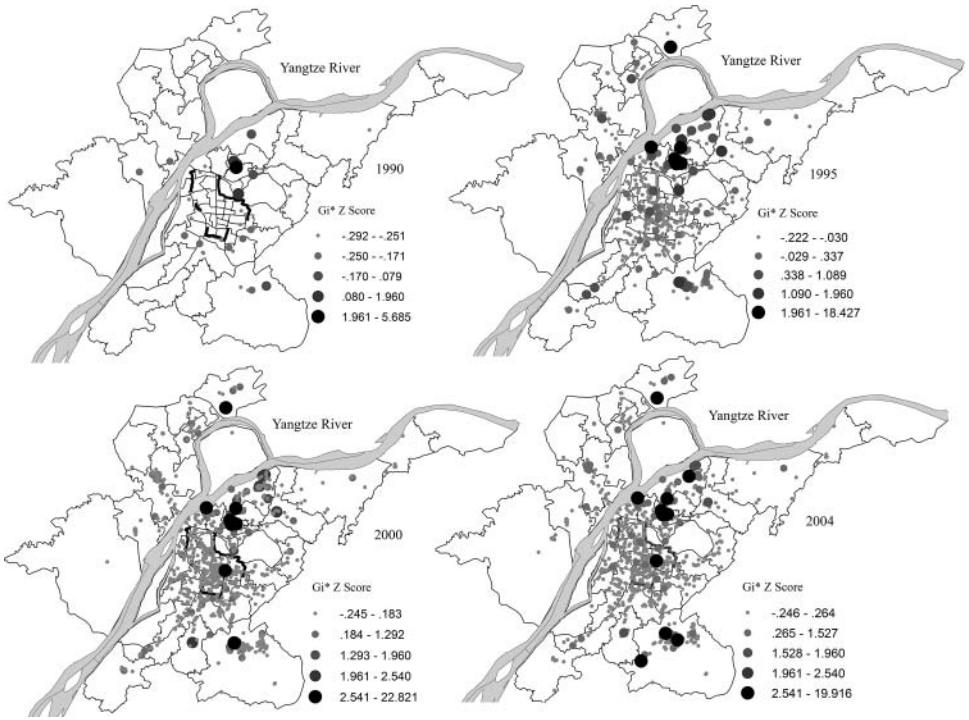 Yangtze River
1990
Gi* Z Score
-.292 - -.251
-.250 - -.171
-.170 - .079
.080 - 1.960
1.961 - 5.685
Yangtze River
1995
Gi* Z Score
-.222 - -.030
-.029 - .337
.338 - 1.089
1.090 - 1.960
1.961 - 18.427
Yangtze River
2000
Gi* Z Score
-.245 - .183
.184 - 1.292
1.293 - 1.960
1.961 - 2.540
2.541 - 22.821
Yangtze River
2004
Gi* Z Score
-.246 - .264
.265 - 1.527
1.528 - 1.960
1.961 - 2.540
2.541 - 19.916